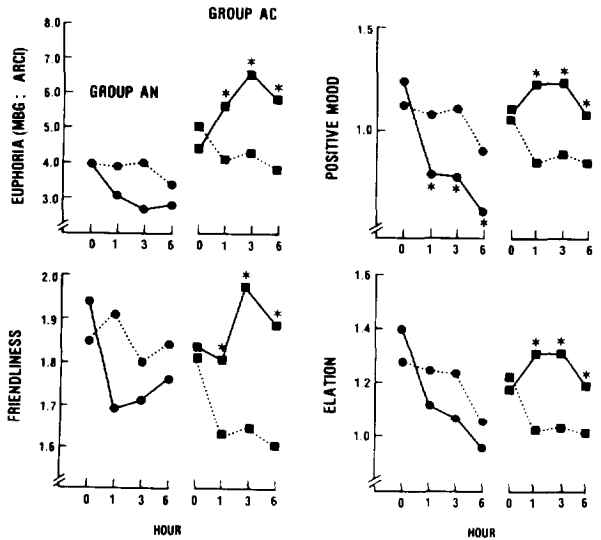 GROUP AC
GROUP AN
EUPHORIA (MBG : ARCI)
8.0
7.0
6.0
5.0
4.0
3.0
* * *
0 1 3 6 0 1 3 6
POSITIVE MOOD
1.5
1.0
* * *
* * *
0 1 3 6 0 1 3 6
FRIENDLINESS
2.0
1.9
1.8
1.7
1.6
* * *
0 1 3 6 0 1 3 6
HOUR
ELATION
1.6
1.4
1.2
1.0
* * *
0 1 3 6 0 1 3 6
HOUR